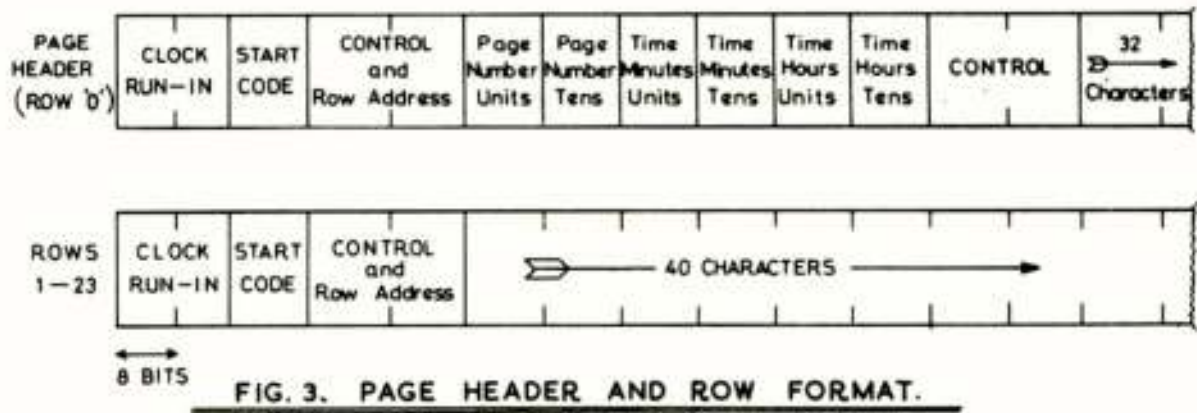 PAGE
HEADER
(ROW 'O')
CLOCK
RUN-IN
START
CODE
CONTROL
and
Row Address
Page
Number
Units
Page
Number
Tens
Time
Minutes
Units
Time
Minutes
Tens
Time
Hours
Units
Time
Hours
Tens
CONTROL
32
Characters
ROWS
1-23
CLOCK
RUN-IN
START
CODE
CONTROL
and
Row Address
40 CHARACTERS
8 BITS
FIG. 3. PAGE HEADER AND ROW FORMAT.